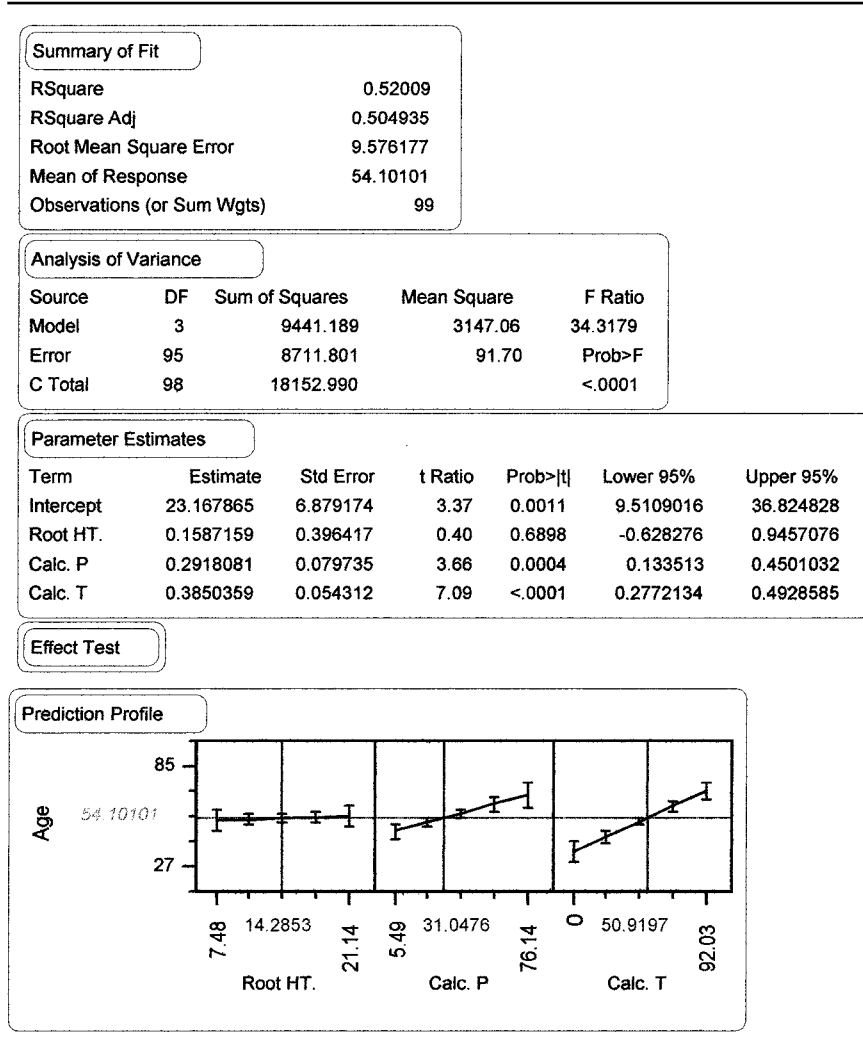 Summary of Fit
RSquare 0.52009
RSquare Adj 0.504935
Root Mean Square Error 9.576177
Mean of Response 54.10101
Observations (or Sum Wgts) 99
Analysis of Variance
Source DF Sum of Squares Mean Square F Ratio
Model 3 9441.189 3147.06 34.3179
Error 95 8711.801 91.70 Prob>F
C Total 98 18152.990 <.0001
Parameter Estimates
Term Estimate Std Error t Ratio Prob>|t| Lower 95% Upper 95%
Intercept 23.167865 6.879174 3.37 0.0011 9.5109016 36.824828
Root HT. 0.1587159 0.396417 0.40 0.6898 -0.628276 0.9457076
Calc. P 0.2918081 0.079735 3.66 0.0004 0.133513 0.4501032
Calc. T 0.3850359 0.054312 7.09 <.0001 0.2772134 0.4928585
Effect Test
Prediction Profile
85
Age 54.10101
27
7.48 14.2853 21.14 5.49 31.0476 76.14 0 50.9197 92.03
Root HT. Calc. P Calc. T